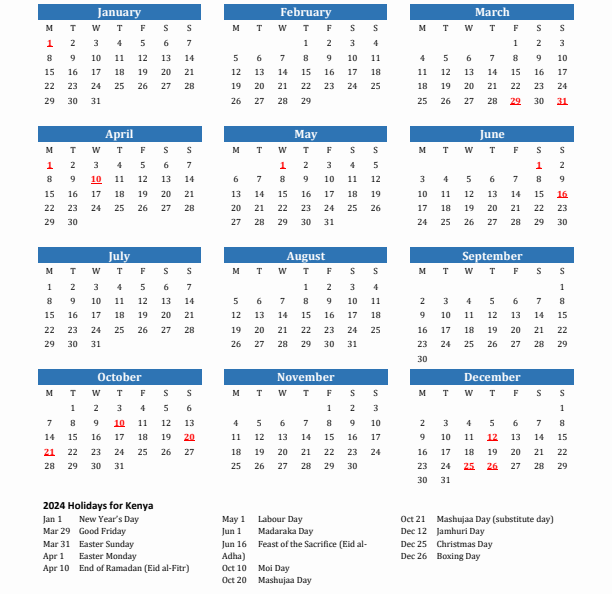 January February March
M T W T F S S M T W T F S S M T W T F S S
1 2 3 4 5 6 7 1 2 3 4 1 2 3
8 9 10 11 12 13 14 5 6 7 8 9 10 11 4 5 6 7 8 9 10
15 16 17 18 19 20 21 12 13 14 15 16 17 18 11 12 13 14 15 16 17
22 23 24 25 26 27 28 19 20 21 22 23 24 25 18 19 20 21 22 23 24
29 30 31 26 27 28 29 25 26 27 28 29 30 31
April May June
M T W T F S S M T W T F S S M T W T F S S
1 2 3 4 5 6 7 1 2 3 4 5 1 2
8 9 10 11 12 13 14 6 7 8 9 10 11 12 3 4 5 6 7 8 9
15 16 17 18 19 20 21 13 14 15 16 17 18 19 10 11 12 13 14 15 16
22 23 24 25 26 27 28 20 21 22 23 24 25 26 17 18 19 20 21 22 23
29 30 27 28 29 30 31 24 25 26 27 28 29 30
July August September
M T W T F S S M T W T F S S M T W T F S S
1 2 3 4 5 6 7 1 2 3 4 1
8 9 10 11 12 13 14 5 6 7 8 9 10 11 2 3 4 5 6 7 8
15 16 17 18 19 20 21 12 13 14 15 16 17 18 9 10 11 12 13 14 15
22 23 24 25 26 27 28 19 20 21 22 23 24 25 16 17 18 19 20 21 22
29 30 31 26 27 28 29 30 31 23 24 25 26 27 28 29
30
October November December
M T W T F S S M T W T F S S M T W T F S S
1 2 3 4 5 6 1 2 3 1
7 8 9 10 11 12 13 4 5 6 7 8 9 10 2 3 4 5 6 7 8
14 15 16 17 18 19 20 11 12 13 14 15 16 17 9 10 11 12 13 14 15
21 22 23 24 25 26 27 18 19 20 21 22 23 24 16 17 18 19 20 21 22
28 29 30 31 25 26 27 28 29 30 23 24 25 26 27 28 29
30 31
2024 Holidays for Kenya
Jan 1 New Year's Day
Mar 29 Good Friday
Mar 31 Easter Sunday
Apr 1 Easter Monday
Apr 10 End of Ramadan (Eid al-Fitr)
May 1 Labour Day
Jun 1 Madaraka Day
Jun 16 Feast of the Sacrifice (Eid al-
Adha)
Oct 10 Moi Day
Oct 20 Mashujaa Day
Oct 21 Mashujaa Day (substitute day)
Dec 12 Jamhuri Day
Dec 25 Christmas Day
Dec 26 Boxing Day